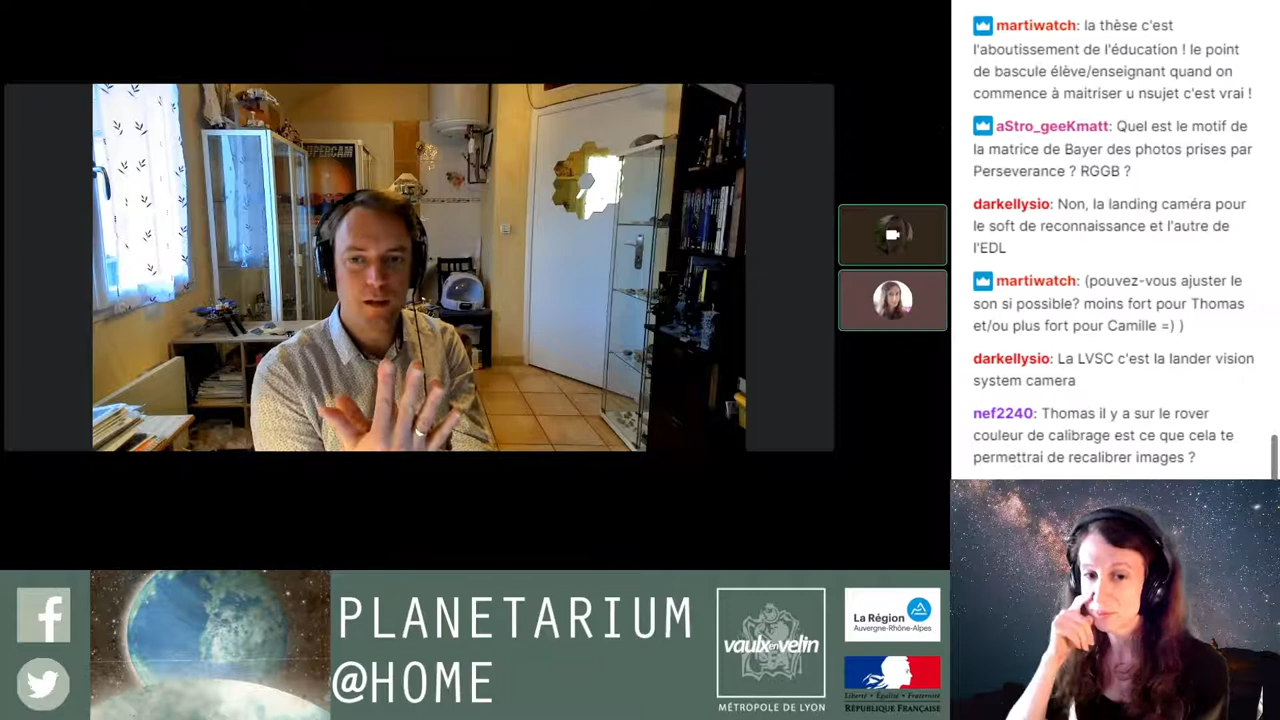 UPERCAM
martiwatch: la thèse c'est
l'aboutissement de l'éducation ! le point
de bascule élève/enseignant quand on
commence à maitriser u nsujet c'est vrai !
aStro_geeKmatt: Quel est le motif de
la matrice de Bayer des photos prises par
Perseverance ? RGGB ?
darkellysio: Non, la landing caméra pour
le soft de reconnaissance et l'autre de
l'EDL
martiwatch: (pouvez-vous ajuster le
son si possible? moins fort pour Thomas
et/ou plus fort pour Camille =) )
darkellysio: La LVSC c'est la lander vision
system camera
nef2240: Thomas il y a sur le rover
couleur de calibrage est ce que cela te
permettrai de recalibrer images ?
PLANETARIUM
@HOME
vaulx en velin
MÉTROPOLE DE LYON
La Région
Auvergne-Rhône-Alpes
Liberté • Égalité • Fraternité
RÉPUBLIQUE FRANÇAISE